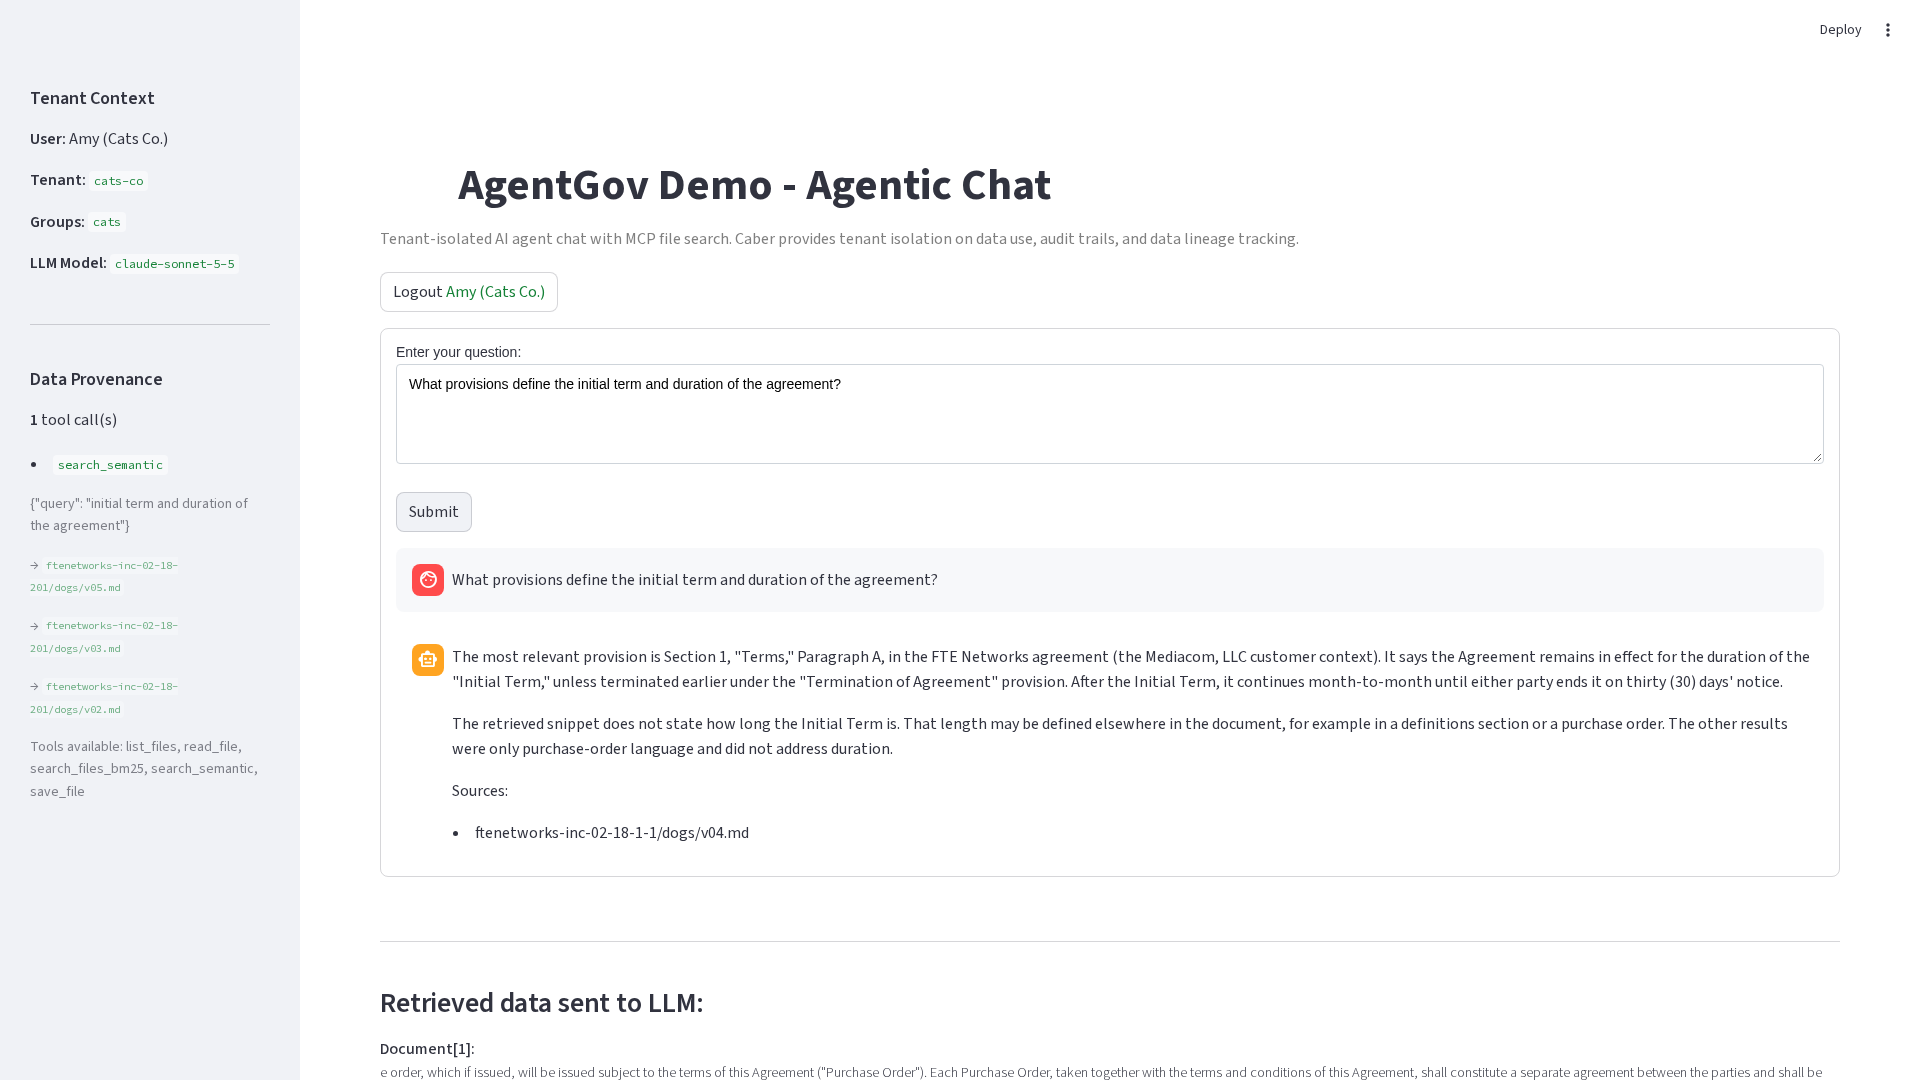 Deploy
Tenant Context
User: Amy (Cats Co.)
Tenant: cats-co
Groups: cats
LLM Model: claude-sonnet-5-5
Data Provenance
1 tool call(s)
search_semantic
{"query": "initial term and duration of
the agreement"}
→ ftenetworks-inc-02-18-
201/dogs/v05.md
→ ftenetworks-inc-02-18-
201/dogs/v03.md
→ ftenetworks-inc-02-18-
201/dogs/v02.md
Tools available: list_files, read_file,
search_files_bm25, search_semantic,
save_file
AgentGov Demo - Agentic Chat
Tenant-isolated AI agent chat with MCP file search. Caber provides tenant isolation on data use, audit trails, and data lineage tracking.
Logout Amy (Cats Co.)
Enter your question:
What provisions define the initial term and duration of the agreement?
Submit
What provisions define the initial term and duration of the agreement?
The most relevant provision is Section 1, "Terms," Paragraph A, in the FTE Networks agreement (the Mediacom, LLC customer context). It says the Agreement remains in effect for the duration of the
"Initial Term," unless terminated earlier under the "Termination of Agreement" provision. After the Initial Term, it continues month-to-month until either party ends it on thirty (30) days' notice.
The retrieved snippet does not state how long the Initial Term is. That length may be defined elsewhere in the document, for example in a definitions section or a purchase order. The other results
were only purchase-order language and did not address duration.
Sources:
ftenetworks-inc-02-18-1-1/dogs/v04.md
Retrieved data sent to LLM:
Document[1]:
e order, which if issued, will be issued subject to the terms of this Agreement ("Purchase Order"). Each Purchase Order, taken together with the terms and conditions of this Agreement, shall constitute a separate agreement between the parties and shall be